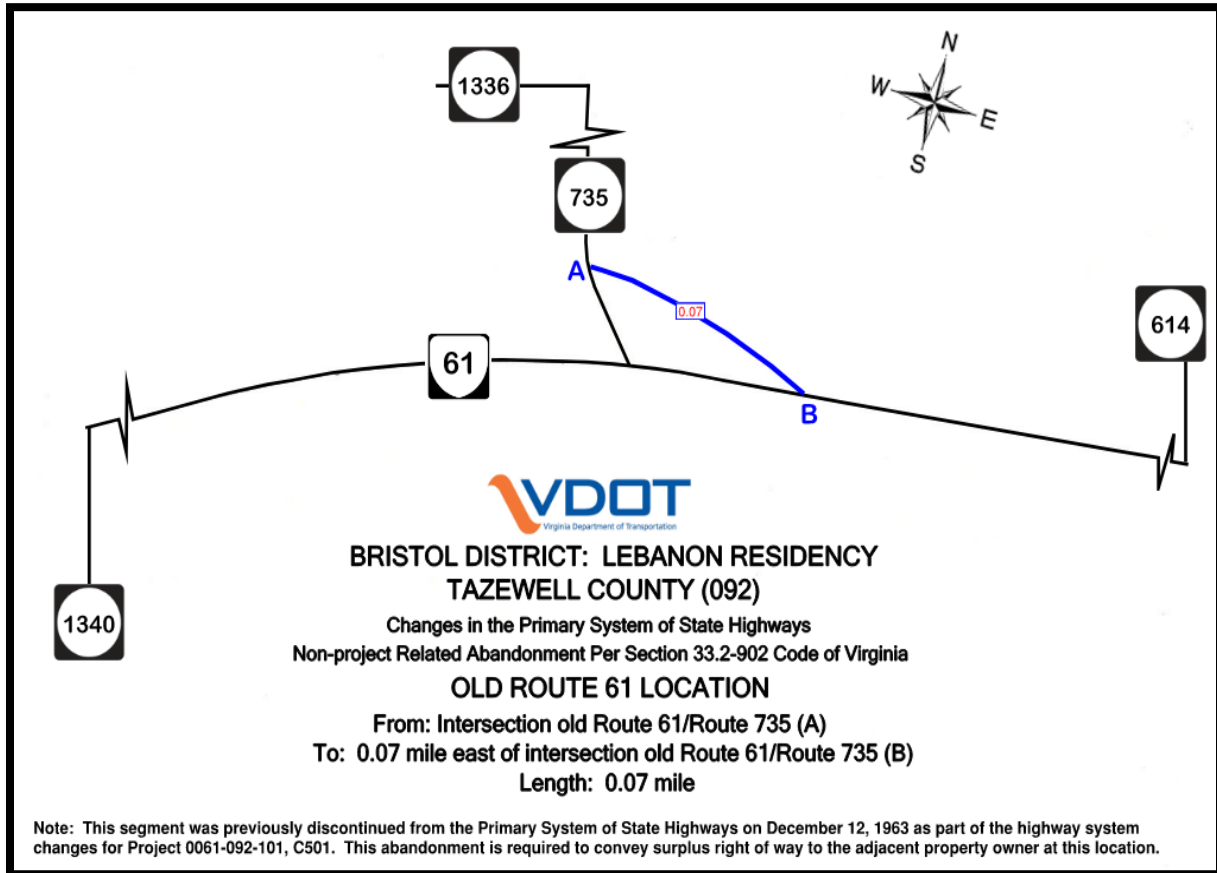 N
W
E
S
1336
735
A
0.07
614
61
B
1340
VDOT
Virginia Department of Transportation
BRISTOL DISTRICT: LEBANON RESIDENCY
TAZEWELL COUNTY (092)
Changes in the Primary System of State Highways
Non-project Related Abandonment Per Section 33.2-902 Code of Virginia
OLD ROUTE 61 LOCATION
From: Intersection old Route 61/Route 735 (A)
To: 0.07 mile east of intersection old Route 61/Route 735 (B)
Length: 0.07 mile
Note: This segment was previously discontinued from the Primary System of State Highways on December 12, 1963 as part of the highway system
changes for Project 0061-092-101, C501. This abandonment is required to convey surplus right of way to the adjacent property owner at this location.